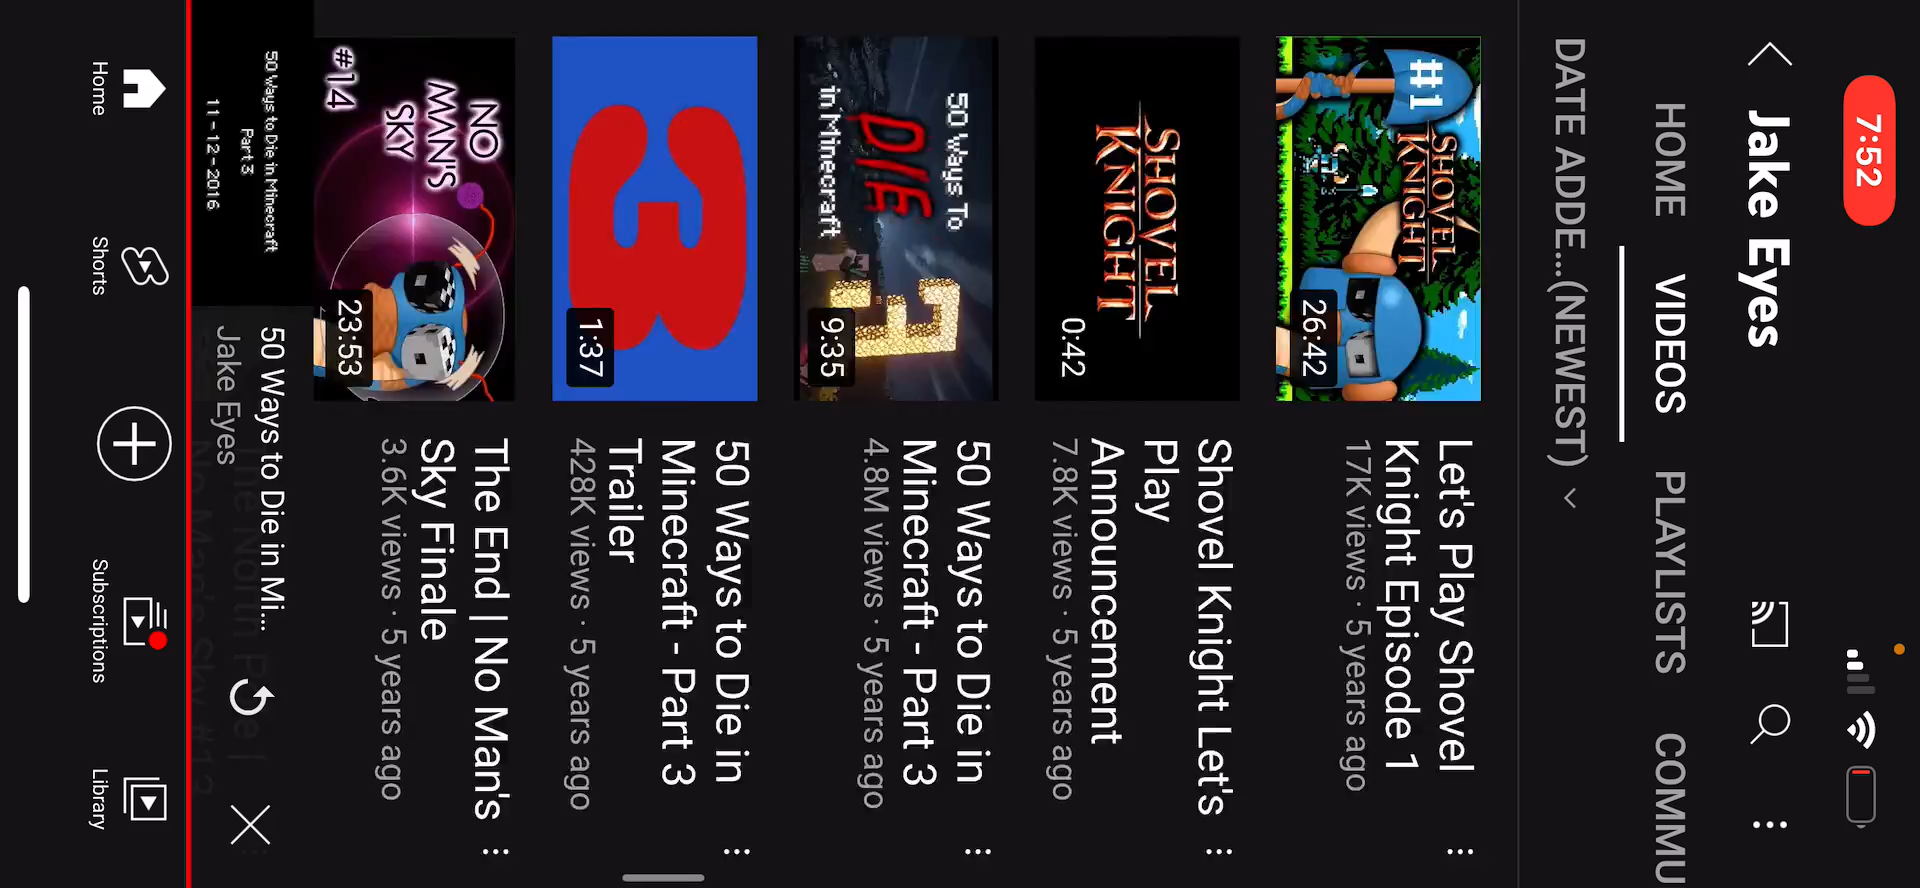 7:52
Jake Eyes
HOME VIDEOS PLAYLISTS COMMU
DATE ADDE...(NEWEST)
#1
SHOVEL
KNIGHT
26:42
Let's Play Shovel
Knight Episode 1
17K views · 5 years ago
SHOVEL
KNIGHT
0:42
Shovel Knight Let's
Play
Announcement
7.8K views · 5 years ago
50 Ways To
DIE
in Minecraft
9:35
50 Ways to Die in
Minecraft - Part 3
4.8M views · 5 years ago
3
1:37
50 Ways to Die in
Minecraft - Part 3
Trailer
428K views · 5 years ago
NO
MAN'S
SKY
#14
23:53
The End | No Man's
Sky Finale
3.6K views · 5 years ago
50 Ways to Die in Minecraft
Part 3
11-12-2016
50 Ways to Die in Mi...
Jake Eyes
Home
Shorts
Subscriptions
Library